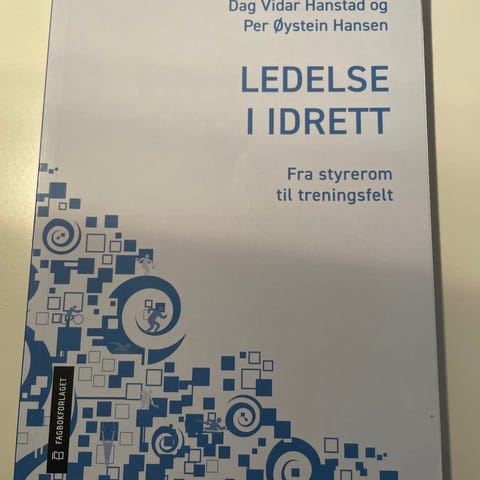 Dag Vidar Hanstad og
Per Øystein Hansen
LEDELSE
I IDRETT
Fra styrerom
til treningsfelt
FAGBOKFORLAGET